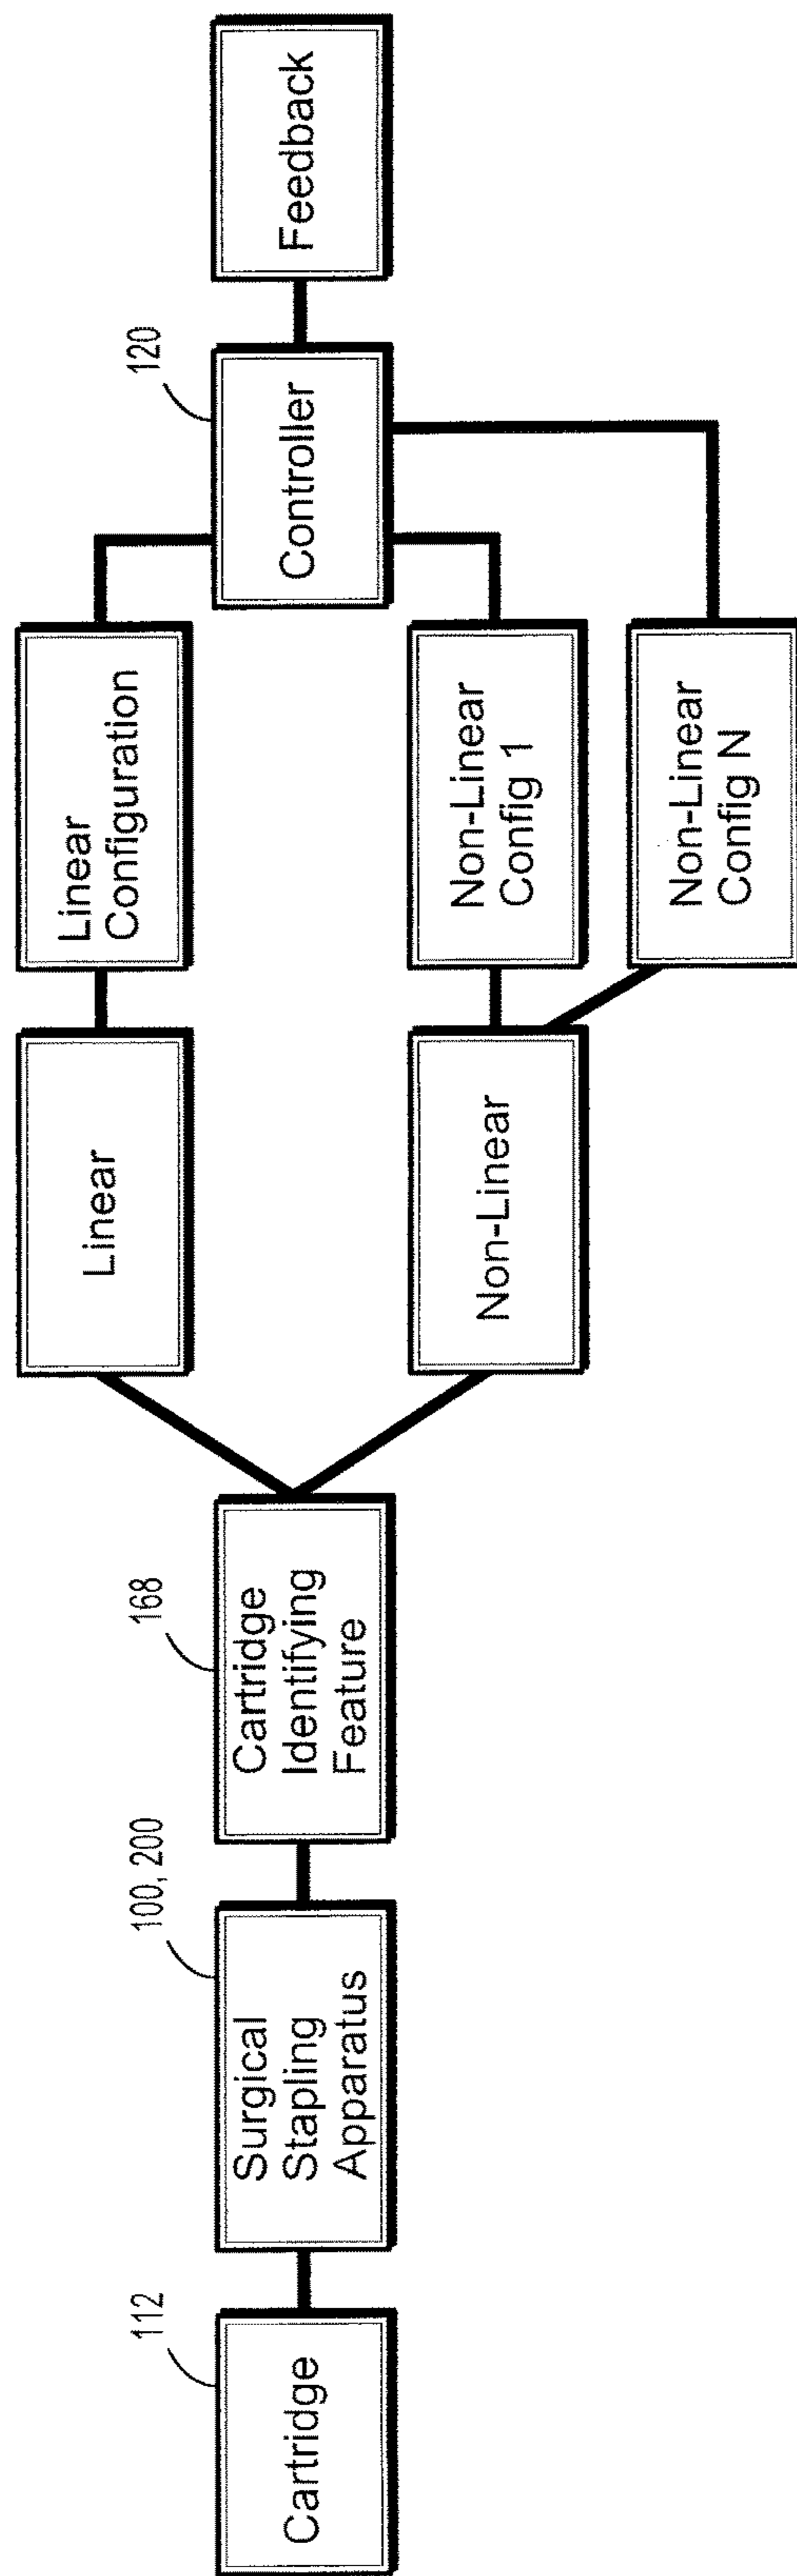 112
Cartridge
100, 200
Surgical
Stapling
Apparatus
168
Cartridge
Identifying
Feature
Linear
Non-Linear
Linear
Configuration
Non-Linear
Config 1
Non-Linear
Config N
120
Controller
Feedback